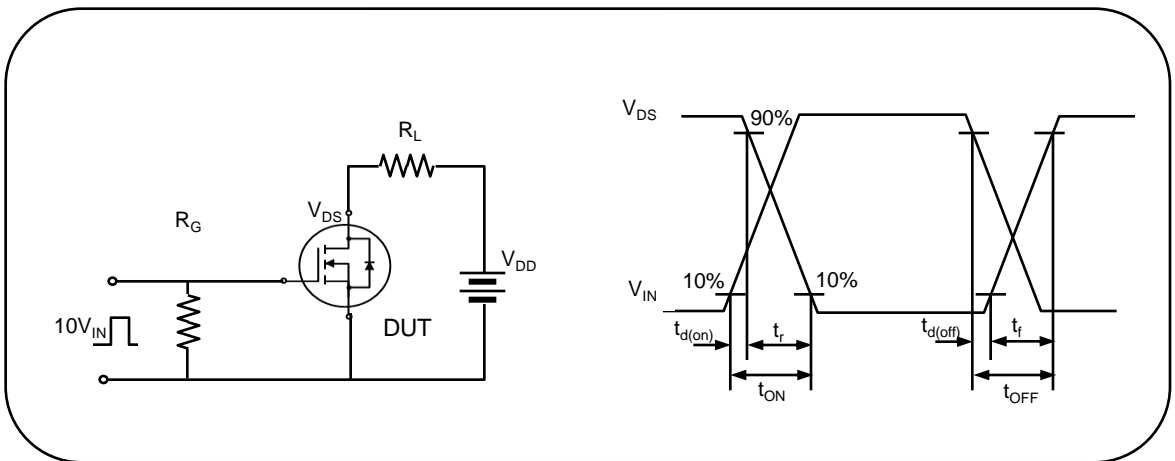 R_L
V_DS
R_G
V_DD
10V_IN
DUT
V_DS
90%
10%
10%
V_IN
t_d(on)
t_r
t_d(off)
t_f
t_ON
t_OFF